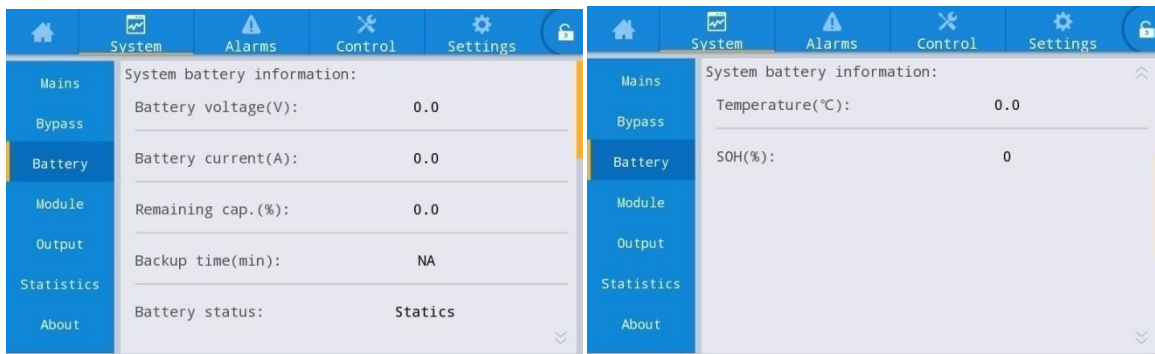 System Alarms Control Settings
Mains
Bypass
Battery
Module
Output
Statistics
About
System battery information:
Battery voltage(V): 0.0
Battery current(A): 0.0
Remaining cap.(%): 0.0
Backup time(min): NA
Battery status: Statics
System Alarms Control Settings
Mains
Bypass
Battery
Module
Output
Statistics
About
System battery information:
Temperature(℃): 0.0
SOH(%): 0